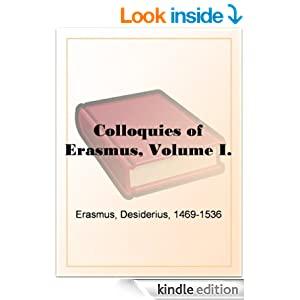 Look inside
Colloquies of
Erasmus, Volume I.
Erasmus, Desiderius, 1469-1536
kindle edition